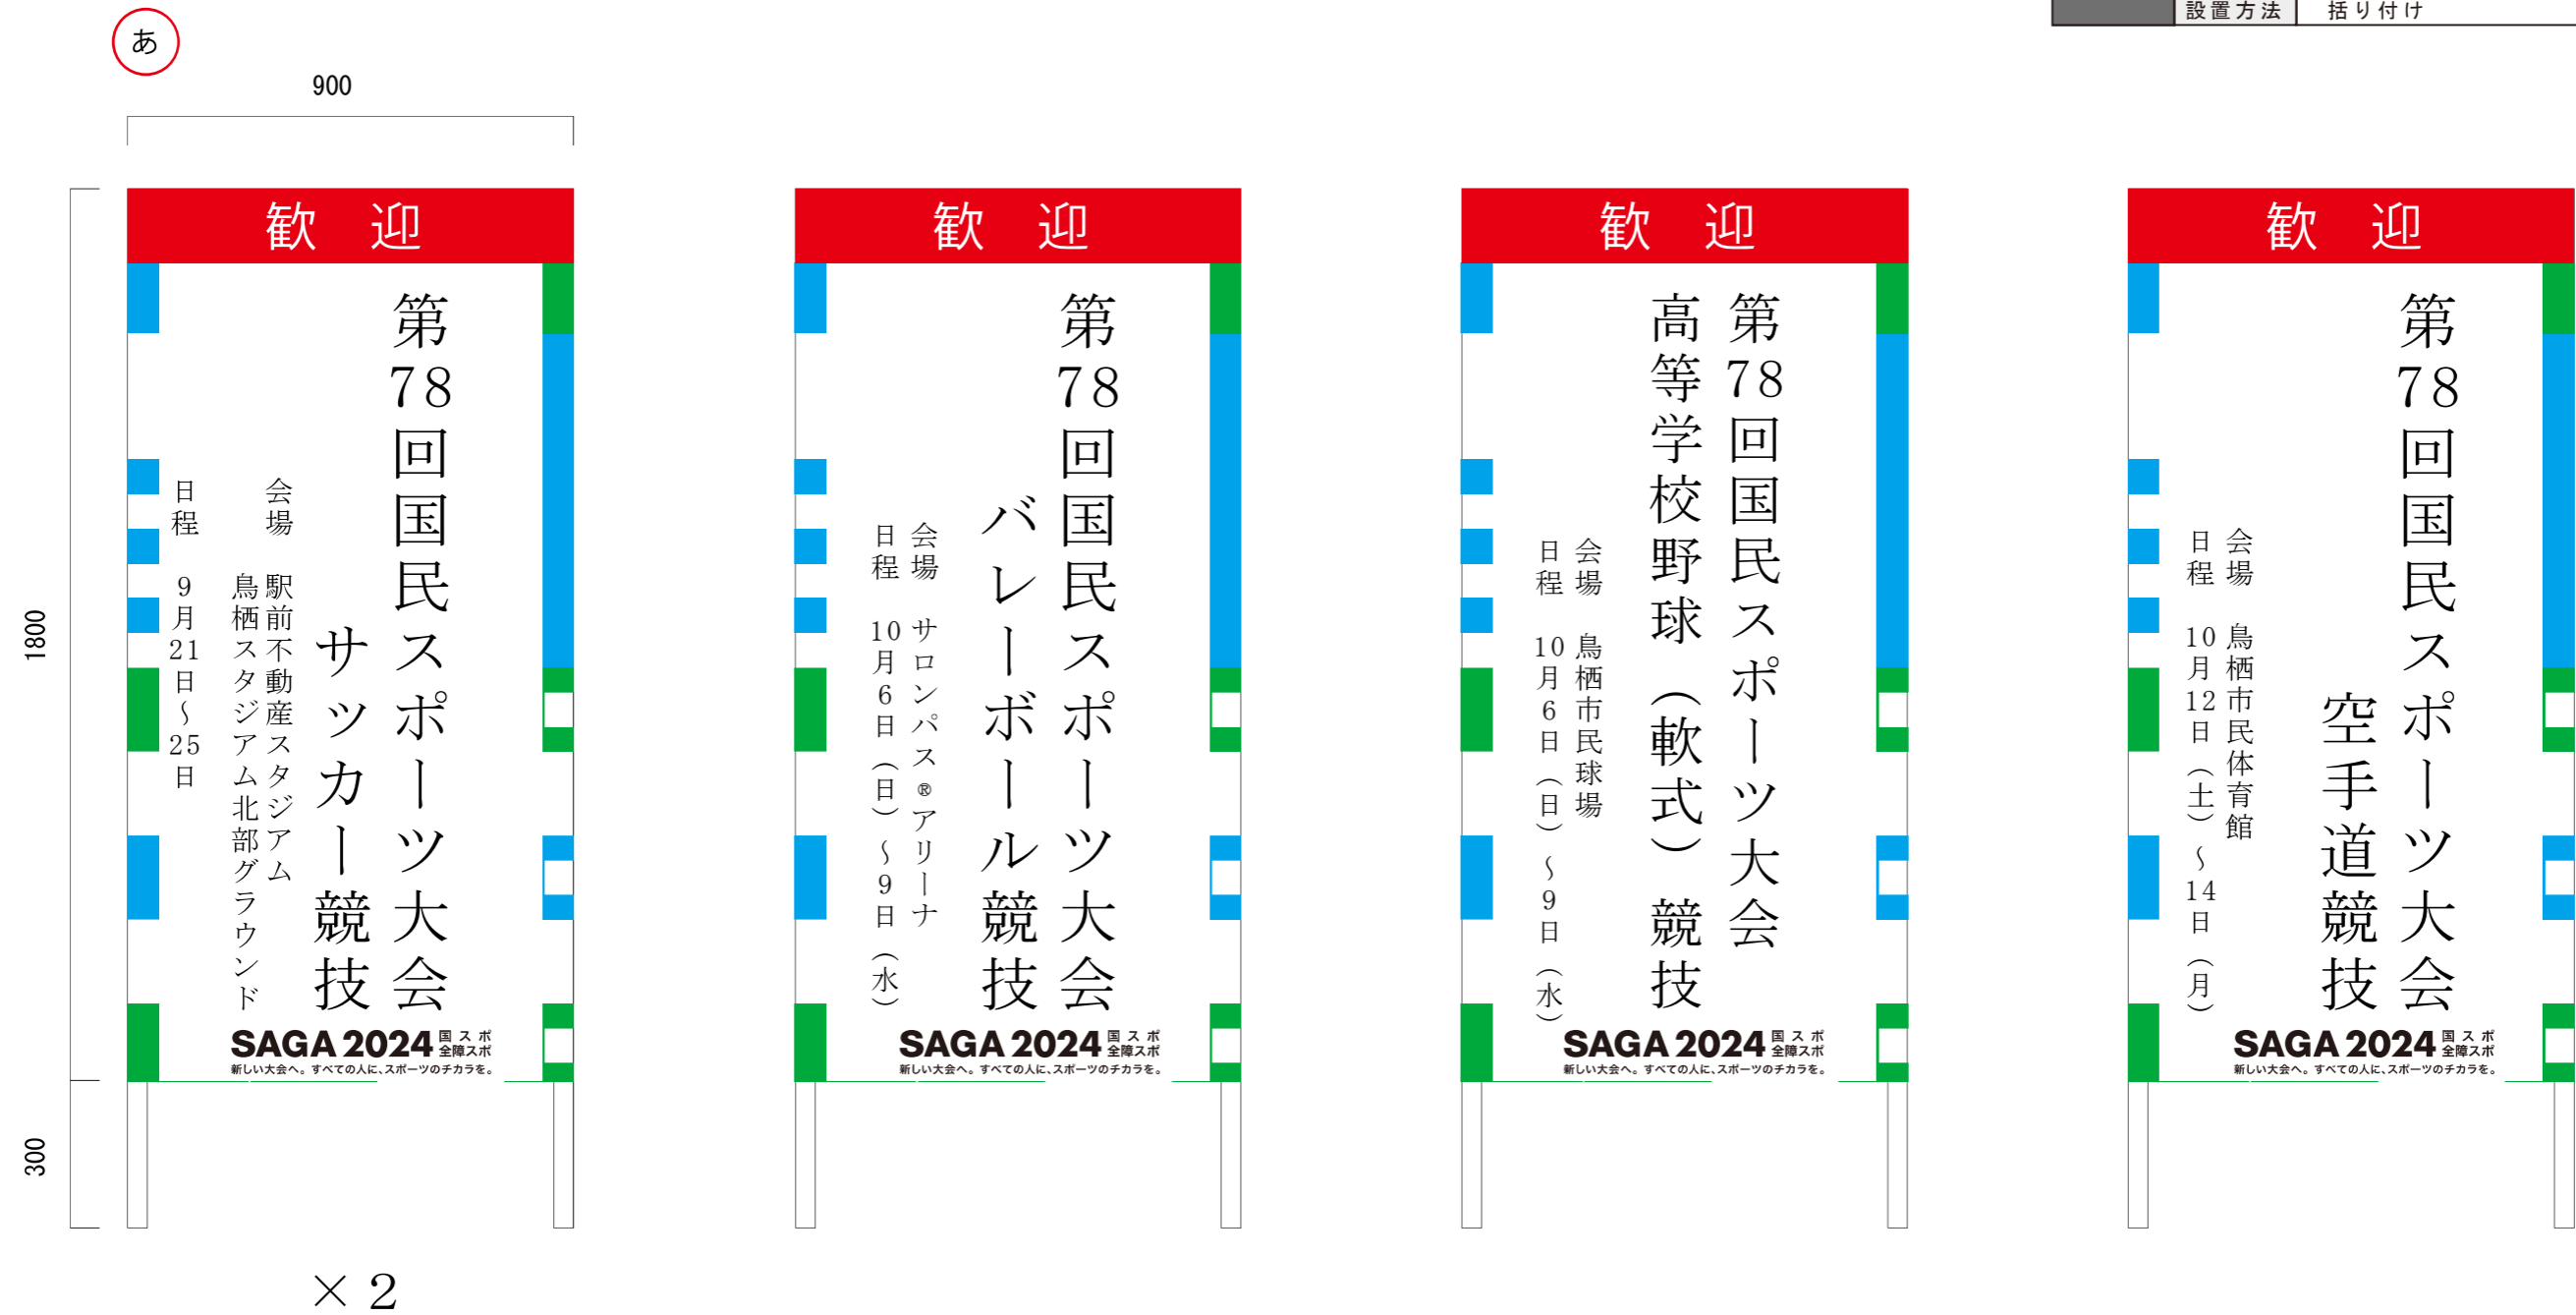 設置方法 括り付け
あ
900
1800
300
歓 迎
第78回国民スポーツ大会
サッカー競技
会場 駅前不動産スタジアム
鳥栖スタジアム北部グラウンド
日程 9月21日～25日
SAGA 2024 国スポ
全障スポ
新しい大会へ。すべての人に、スポーツのチカラを。
×2
歓 迎
第78回国民スポーツ大会
バレーボール競技
会場 サロンパス®アリーナ
日程 10月6日（日）～9日（水）
SAGA 2024 国スポ
全障スポ
新しい大会へ。すべての人に、スポーツのチカラを。
歓 迎
第78回国民スポーツ大会
高等学校野球（軟式）競技
会場 鳥栖市民球場
日程 10月6日（日）～9日（水）
SAGA 2024 国スポ
全障スポ
新しい大会へ。すべての人に、スポーツのチカラを。
歓 迎
第78回国民スポーツ大会
空手道競技
会場 鳥栖市民体育館
日程 10月12日（土）～14日（月）
SAGA 2024 国スポ
全障スポ
新しい大会へ。すべての人に、スポーツのチカラを。